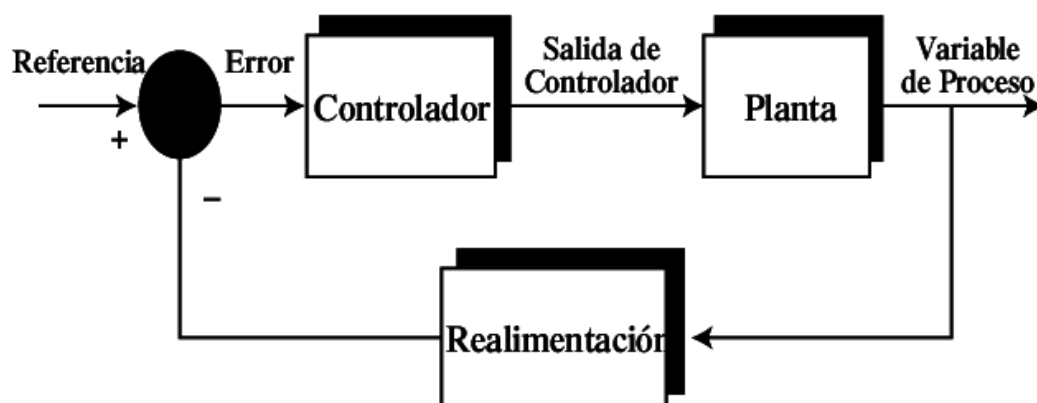 Referencia
Error
Controlador
Salida de
Controlador
Planta
Variable
de Proceso
+
−
Realimentación